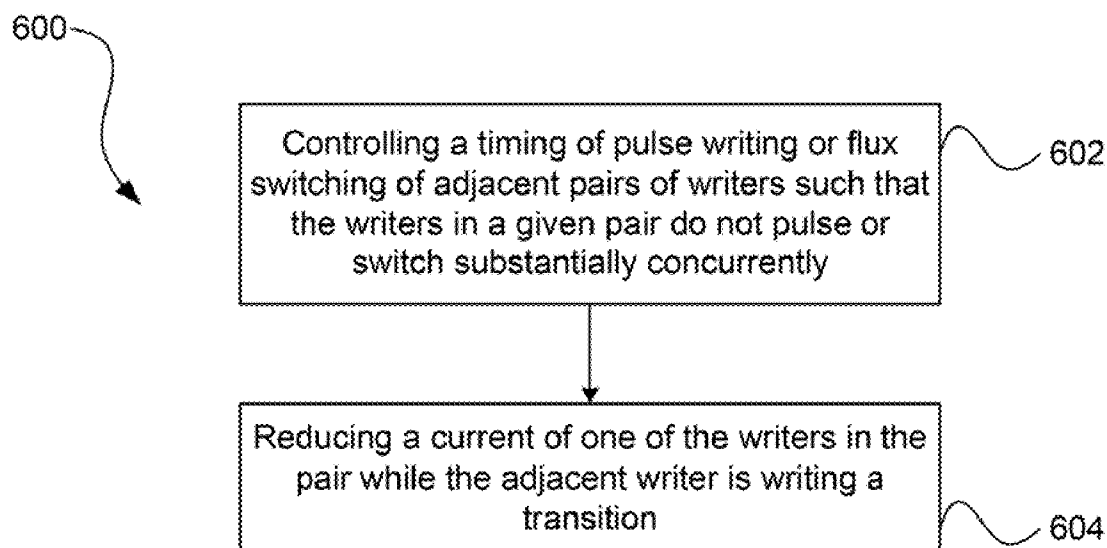 600
Controlling a timing of pulse writing or flux
switching of adjacent pairs of writers such that
the writers in a given pair do not pulse or
switch substantially concurrently
602
Reducing a current of one of the writers in the
pair while the adjacent writer is writing a
transition
604